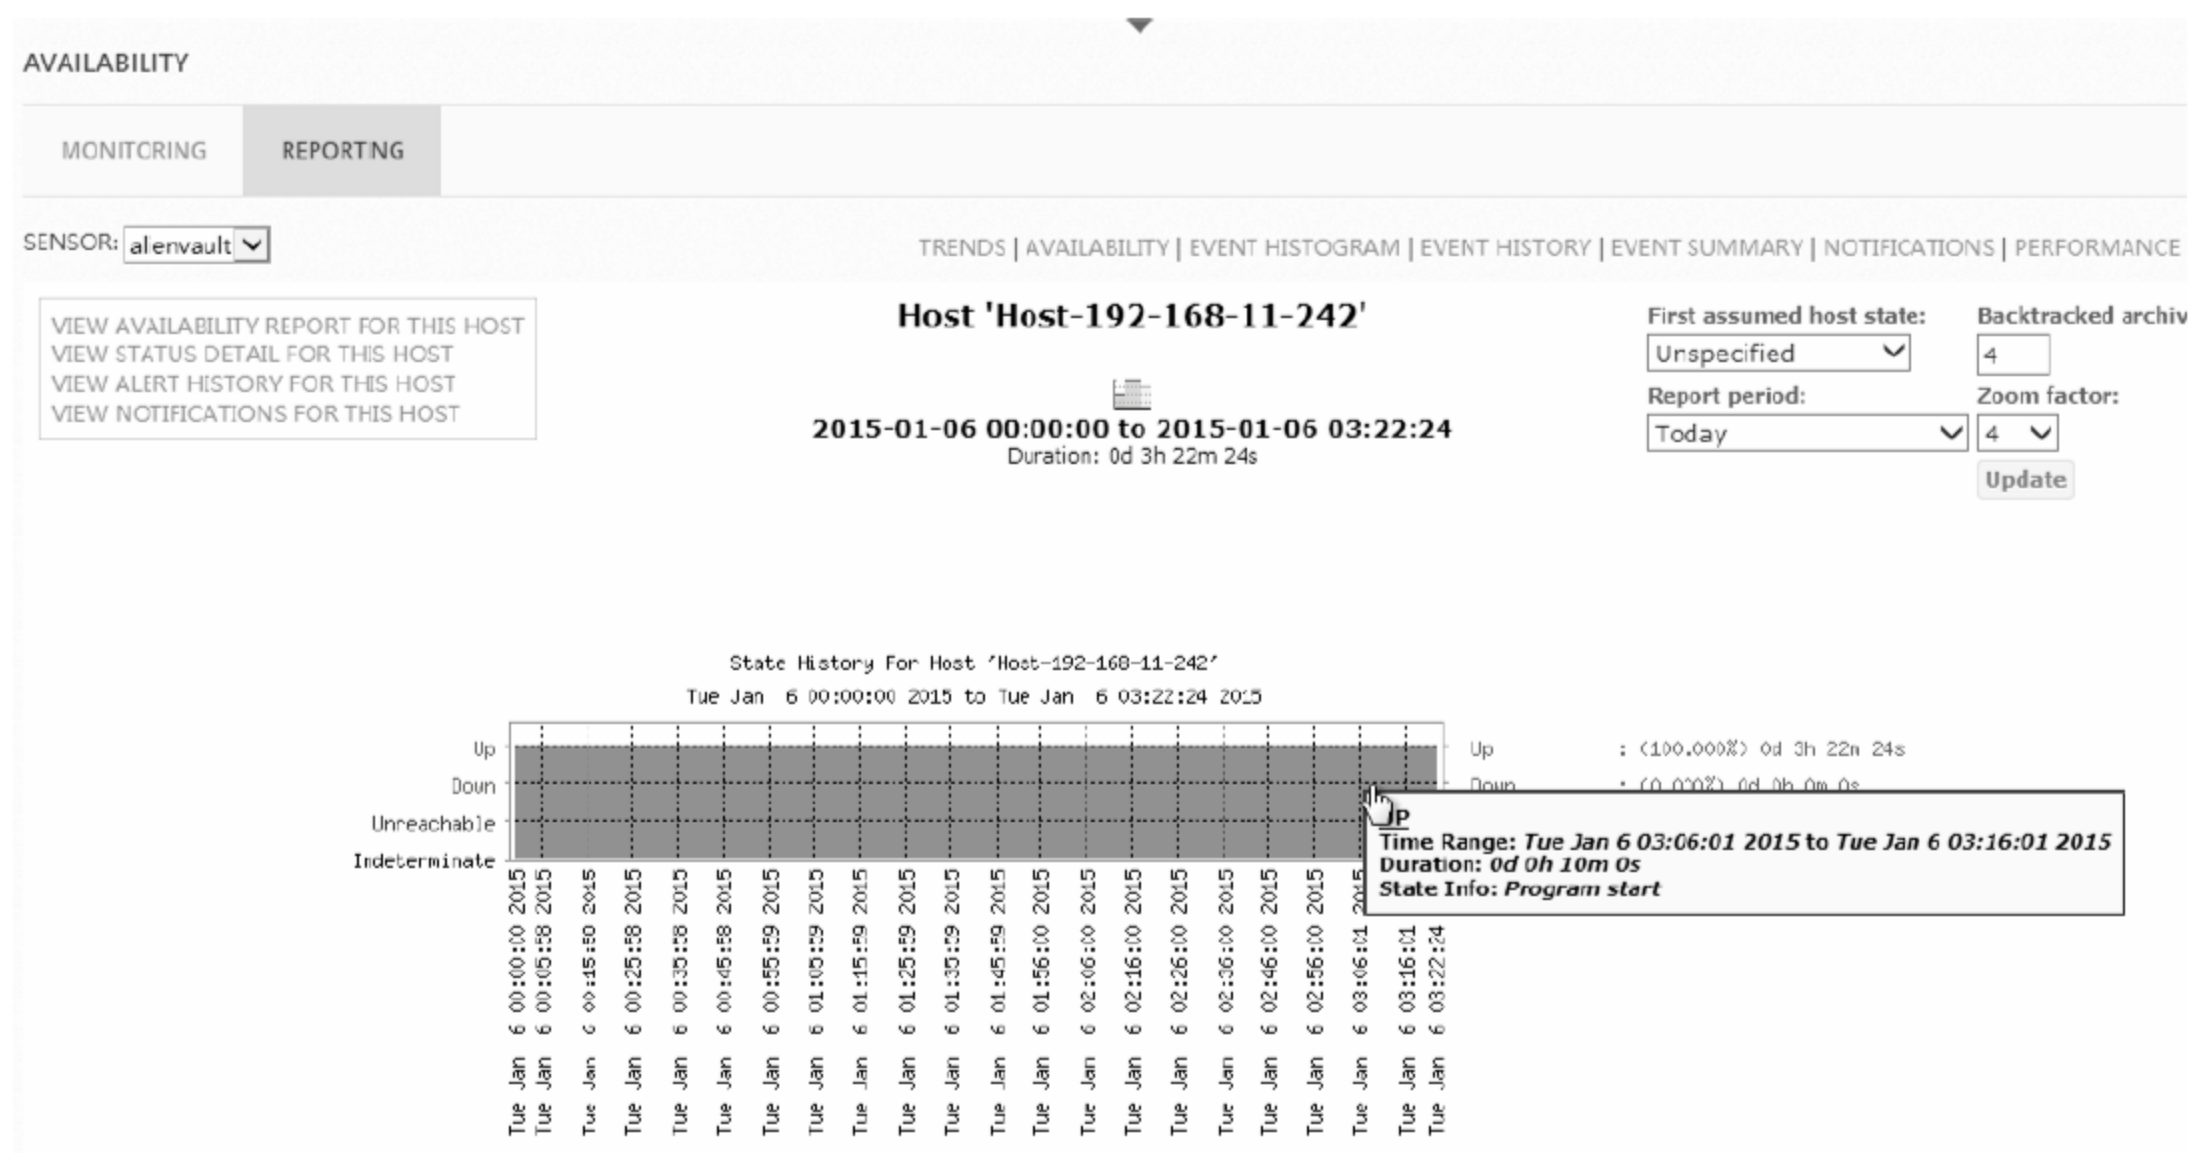 AVAILABILITY
MONITORING REPORTING
SENSOR: alienvault
TRENDS | AVAILABILITY | EVENT HISTOGRAM | EVENT HISTORY | EVENT SUMMARY | NOTIFICATIONS | PERFORMANCE
VIEW AVAILABILITY REPORT FOR THIS HOST
VIEW STATUS DETAIL FOR THIS HOST
VIEW ALERT HISTORY FOR THIS HOST
VIEW NOTIFICATIONS FOR THIS HOST
Host 'Host-192-168-11-242'
2015-01-06 00:00:00 to 2015-01-06 03:22:24
Duration: 0d 3h 22m 24s
First assumed host state: Backtracked archiv
Unspecified 4
Report period: Zoom factor:
Today 4
Update
State History For Host 'Host-192-168-11-242'
Tue Jan 6 00:00:00 2015 to Tue Jan 6 03:22:24 2015
Up
Down
Unreachable
Indeterminate
Up : (100.000%) 0d 3h 22m 24s
Down : (0.000%) 0d 0h 0m 0s
UP
Time Range: Tue Jan 6 03:06:01 2015 to Tue Jan 6 03:16:01 2015
Duration: 0d 0h 10m 0s
State Info: Program start
Tue Jan 6 00:00:00 2015
Tue Jan 6 00:05:58 2015
Tue Jan 6 00:15:58 2015
Tue Jan 6 00:25:58 2015
Tue Jan 6 00:35:58 2015
Tue Jan 6 00:45:58 2015
Tue Jan 6 00:55:59 2015
Tue Jan 6 01:05:59 2015
Tue Jan 6 01:15:59 2015
Tue Jan 6 01:25:59 2015
Tue Jan 6 01:35:59 2015
Tue Jan 6 01:45:59 2015
Tue Jan 6 01:56:00 2015
Tue Jan 6 02:06:00 2015
Tue Jan 6 02:16:00 2015
Tue Jan 6 02:26:00 2015
Tue Jan 6 02:36:00 2015
Tue Jan 6 02:46:00 2015
Tue Jan 6 02:56:00 2015
Tue Jan 6 03:06:01 2015
Tue Jan 6 03:16:01
Tue Jan 6 03:22:24